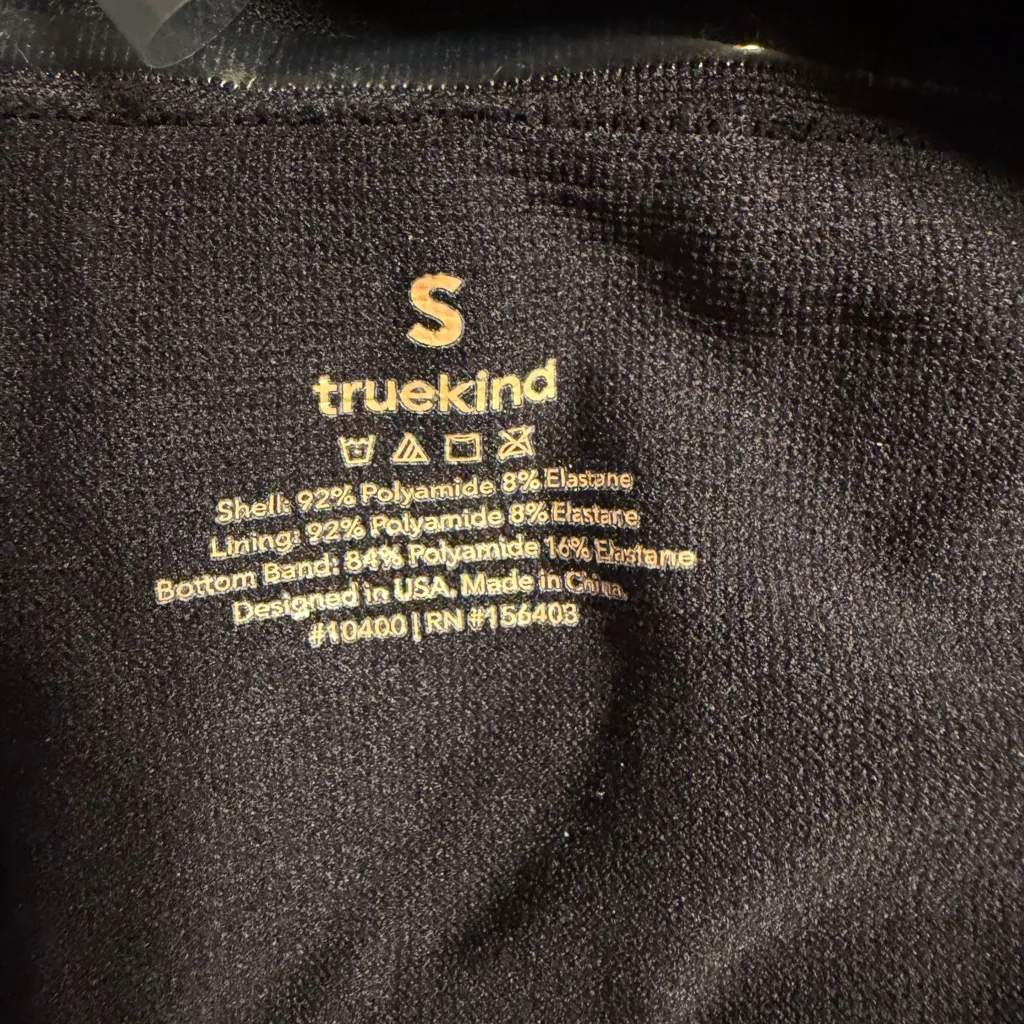 S
truekind
Shell: 92% Polyamide 8% Elastane
Lining: 92% Polyamide 8% Elastane
Bottom Band: 84% Polyamide 16% Elastane
Designed in USA. Made in China.
#10400 | RN #156403